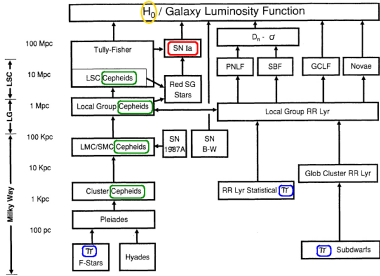 H₀ / Galaxy Luminosity Function
100 Mpc
Tully-Fisher
SN Ia
Dn - σ
PNLF
SBF
GCLF
Novae
10 Mpc
LSC Cepheids
Red SG
Stars
LSC
1 Mpc
Local Group Cepheids
Local Group RR Lyr
LG
100 Kpc
LMC/SMC Cepheids
SN
1987A
SN
B-W
10 Kpc
Glob Cluster RR Lyr
Milky Way
Cluster Cepheids
RR Lyr Statistical π
1 Kpc
Pleiades
100 pc
π
F-Stars
Hyades
π Subdwarfs